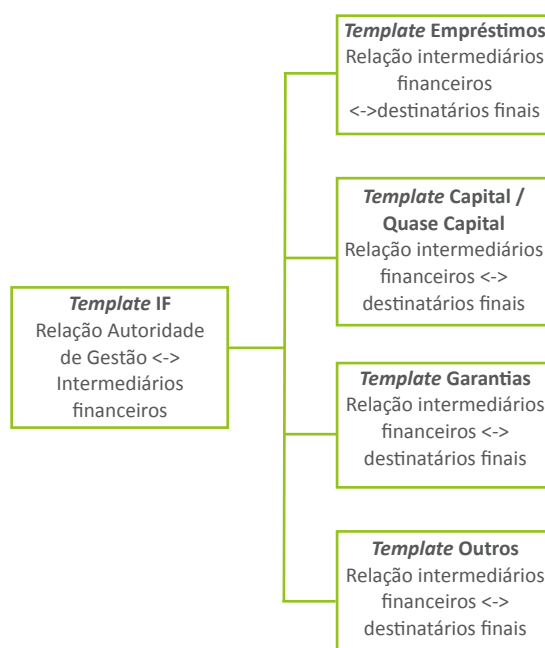 Template Empréstimos
Relação intermediários
financeiros
<->destinatários finais
Template Capital /
Quase Capital
Relação intermediários
financeiros <->
destinatários finais
Template IF
Relação Autoridade
de Gestão <->
Intermediários
financeiros
Template Garantias
Relação intermediários
financeiros <->
destinatários finais
Template Outros
Relação intermediários
financeiros <->
destinatários finais